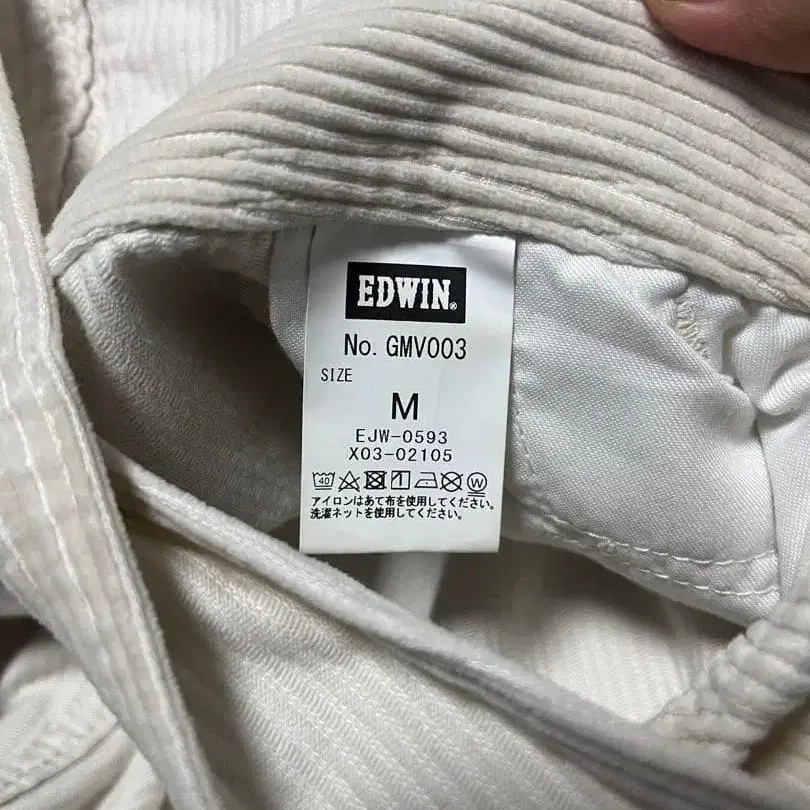 EDWIN®
No. GMV003
SIZE
M
EJW-0593
X03-02105
40 1 W
アイロンはあて布を使用してください。
洗濯ネットを使用してください。